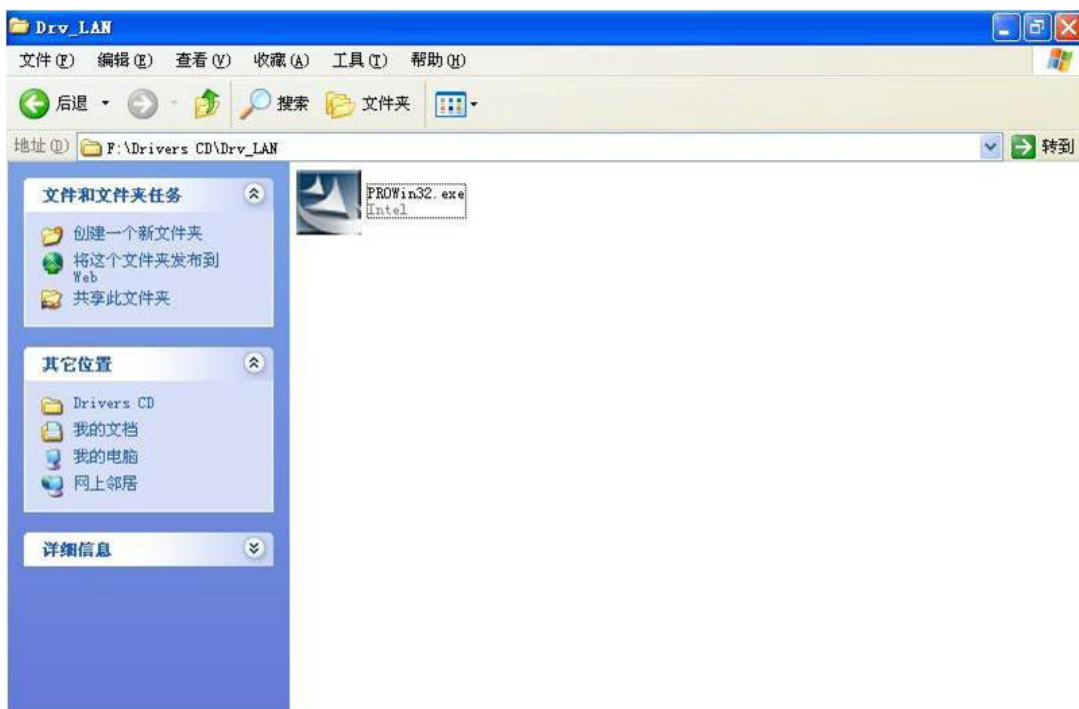 Drv_LAN
文件(F) 编辑(E) 查看(V) 收藏(A) 工具(T) 帮助(H)
后退 搜索 文件夹
地址(D) F:\Drivers CD\Drv_LAN 转到
文件和文件夹任务
创建一个新文件夹
将这个文件夹发布到
Web
共享此文件夹
其它位置
Drivers CD
我的文档
我的电脑
网上邻居
详细信息
PROWin32.exe
Intel